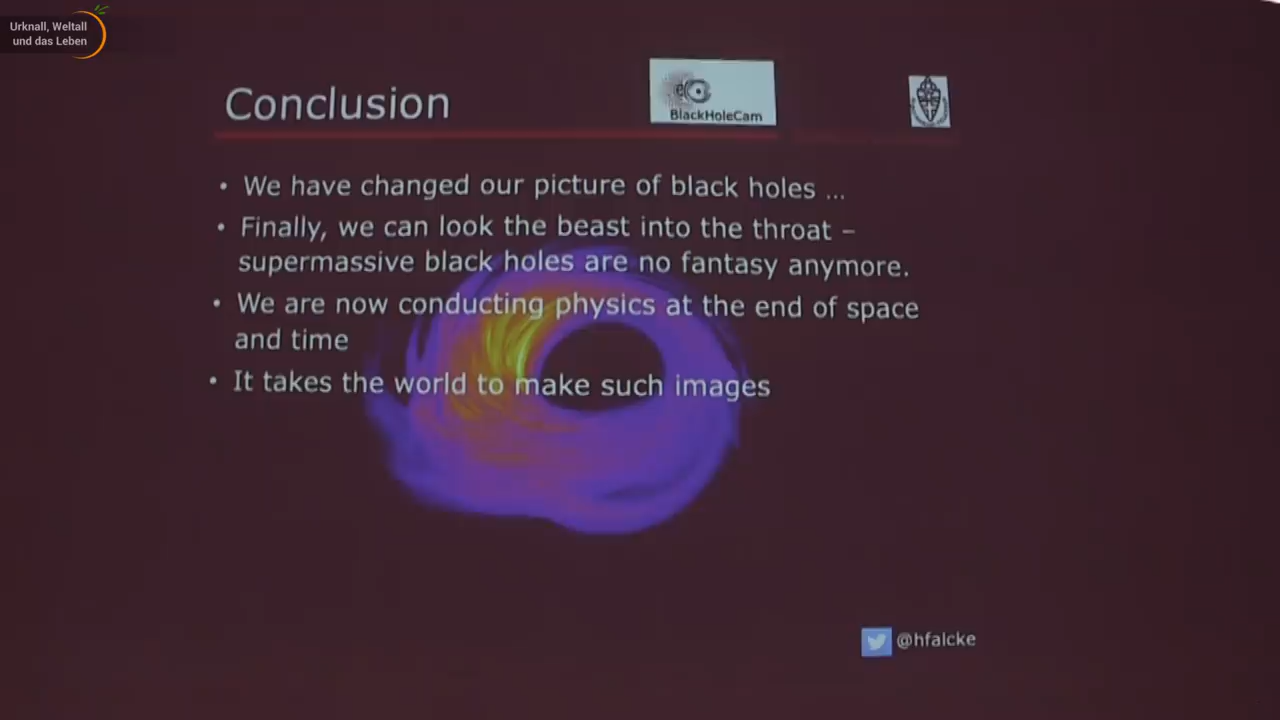 Urknall, Weltall
und das Leben
Conclusion
BlackHoleCam
• We have changed our picture of black holes ...
• Finally, we can look the beast into the throat –
supermassive black holes are no fantasy anymore.
• We are now conducting physics at the end of space
and time
• It takes the world to make such images
@hfalcke